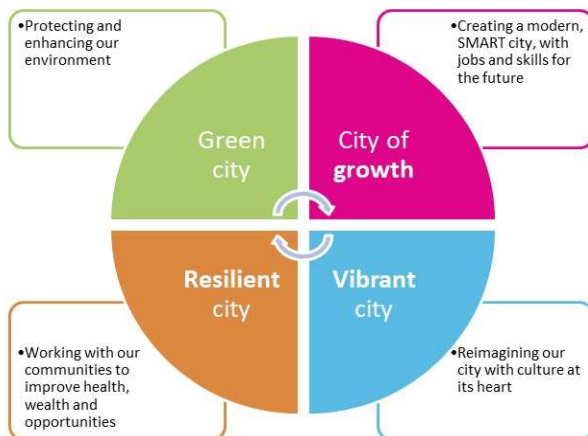 •Protecting and
enhancing our
environment
•Creating a modern,
SMART city, with
jobs and skills for
the future
Green
city
City of
growth
Resilient
city
Vibrant
city
•Working with our
communities to
improve health,
wealth and
opportunities
•Reimagining our
city with culture at
its heart